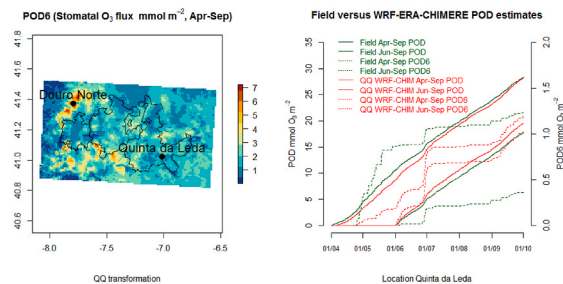 POD6 (Stomatal O3 flux mmol m−2, Apr-Sep)
41.8
41.6
41.4
41.2
41.0
40.8
40.6
Douro Norte
Quinta da Leda
7
6
5
4
3
2
1
-8.0
-7.5
-7.0
-6.5
QQ transformation
Field versus WRF-ERA-CHIMERE POD estimates
POD mmol O3 m−2
35
30
25
20
15
10
5
0
Field Apr-Sep POD
Field Jun-Sep POD
Field Apr-Sep POD6
Field Jun-Sep POD6
QQ WRF-CHIM Apr-Sep POD
QQ WRF-CHIM Jun-Sep POD
QQ WRF-CHIM Apr-Sep POD6
QQ WRF-CHIM Jun-Sep POD6
2.0
1.5
1.0
0.5
0.0
POD6 mmol O3 m−2
01/04
01/05
01/06
01/07
01/08
01/09
01/10
Location Quinta da Leda